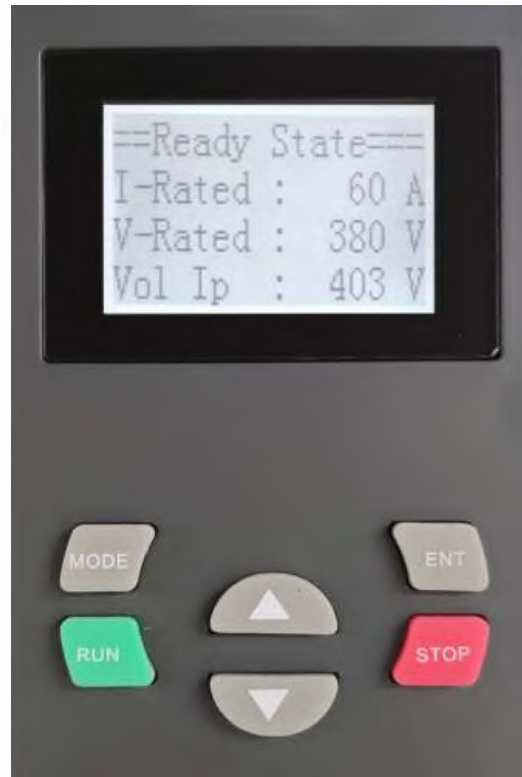 ==Ready State===
I-Rated : 60 A
V-Rated : 380 V
Vol Ip : 403 V
MODE
ENT
RUN
STOP